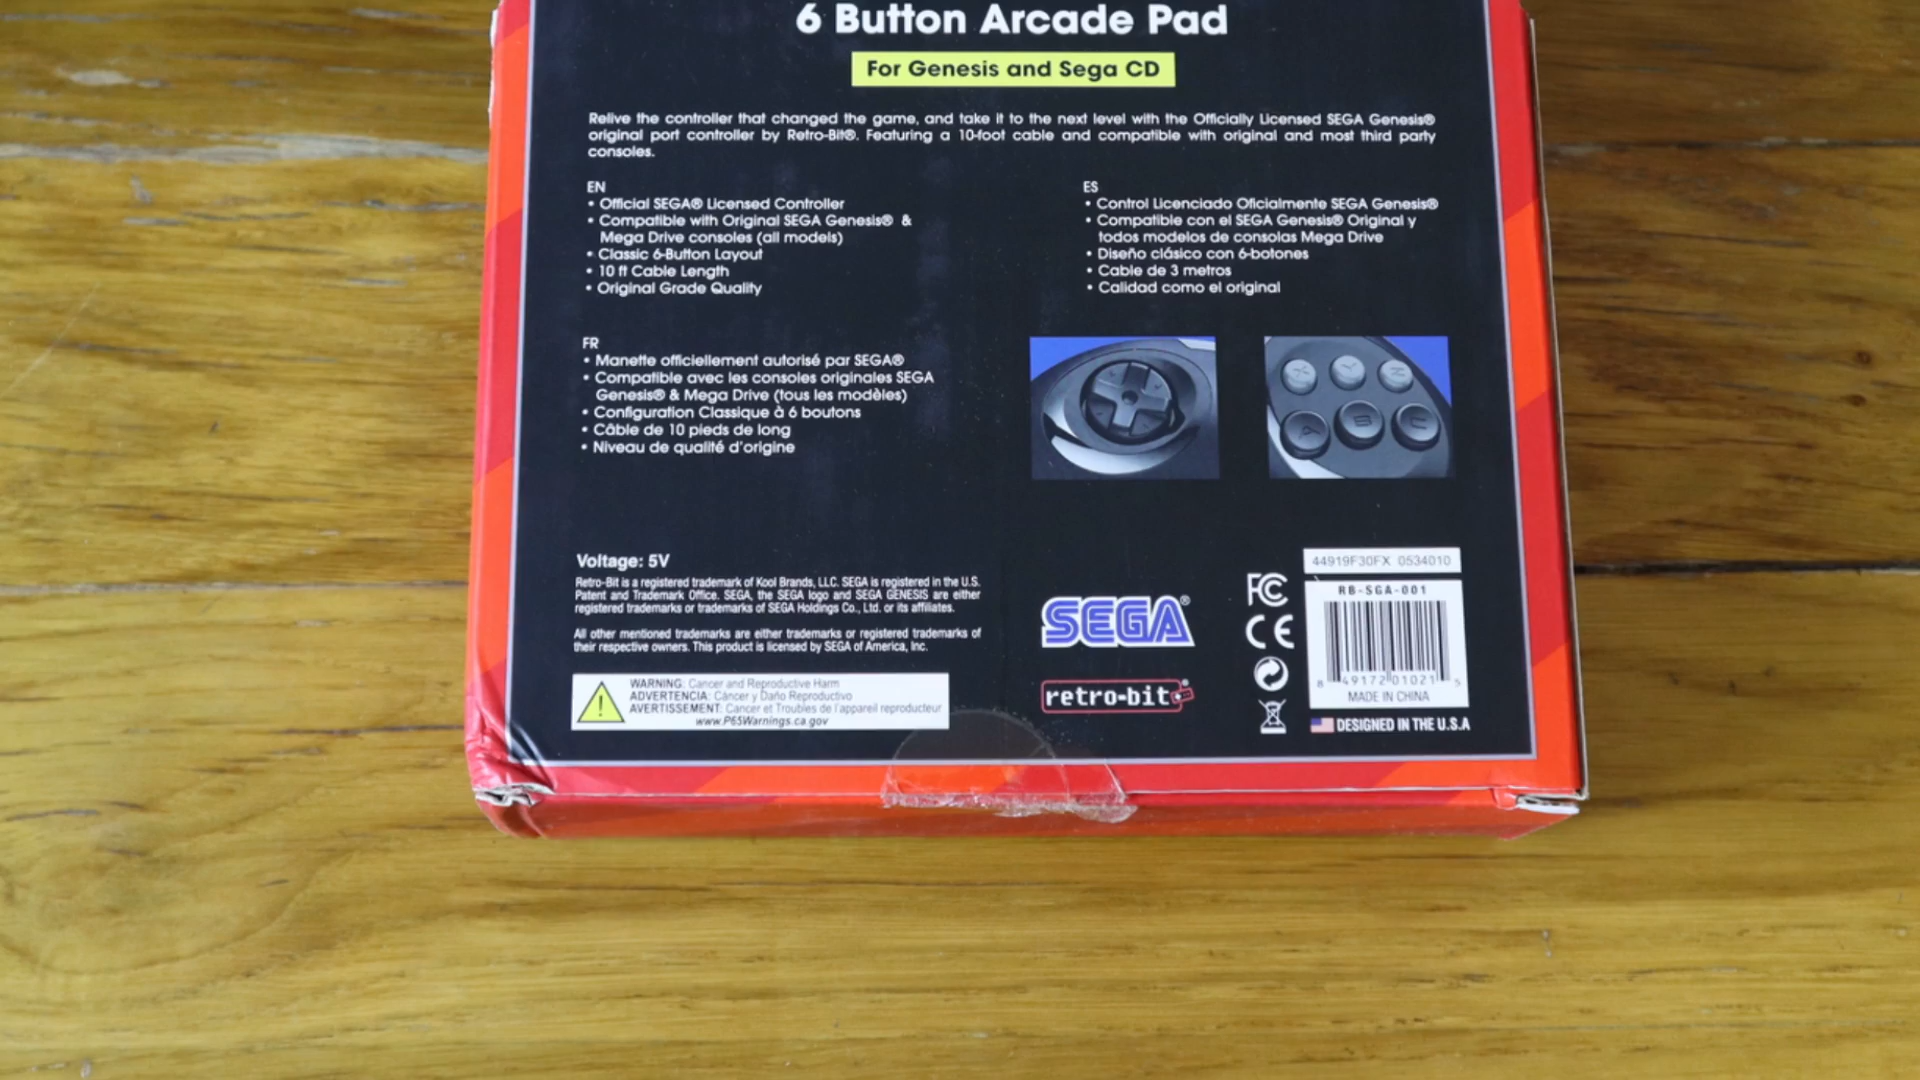 6 Button Arcade Pad
For Genesis and Sega CD
Relive the controller that changed the game, and take it to the next level with the Officially Licensed SEGA Genesis®
original port controller by Retro-Bit®. Featuring a 10-foot cable and compatible with original and most third party
consoles.
EN
• Official SEGA® Licensed Controller
• Compatible with Original SEGA Genesis® &
Mega Drive consoles (all models)
• Classic 6-Button Layout
• 10 ft Cable Length
• Original Grade Quality
ES
• Control Licenciado Oficialmente SEGA Genesis®
• Compatible con el SEGA Genesis® Original y
todos modelos de consolas Mega Drive
• Diseño clásico con 6-botones
• Cable de 3 metros
• Calidad como el original
FR
• Manette officiellement autorisé par SEGA®
• Compatible avec les consoles originales SEGA
Genesis® & Mega Drive (tous les modèles)
• Configuration Classique à 6 boutons
• Câble de 10 pieds de long
• Niveau de qualité d'origine
X Y Z
A B C
Voltage: 5V
Retro-Bit is a registered trademark of Kool Brands, LLC. SEGA is registered in the U.S.
Patent and Trademark Office. SEGA, the SEGA logo and SEGA GENESIS are either
registered trademarks or trademarks of SEGA Holdings Co., Ltd. or its affiliates.
All other mentioned trademarks are either trademarks or registered trademarks of
their respective owners. This product is licensed by SEGA of America, Inc.
WARNING: Cancer and Reproductive Harm
ADVERTENCIA: Cáncer y Daño Reproductivo
AVERTISSEMENT: Cancer et Troubles de l'appareil reproducteur
www.P65Warnings.ca.gov
SEGA®
retro-bit®
FC
CE
44919F30FX 0534010
RB-SGA-001
8 49172 01021 5
MADE IN CHINA
DESIGNED IN THE U.S.A